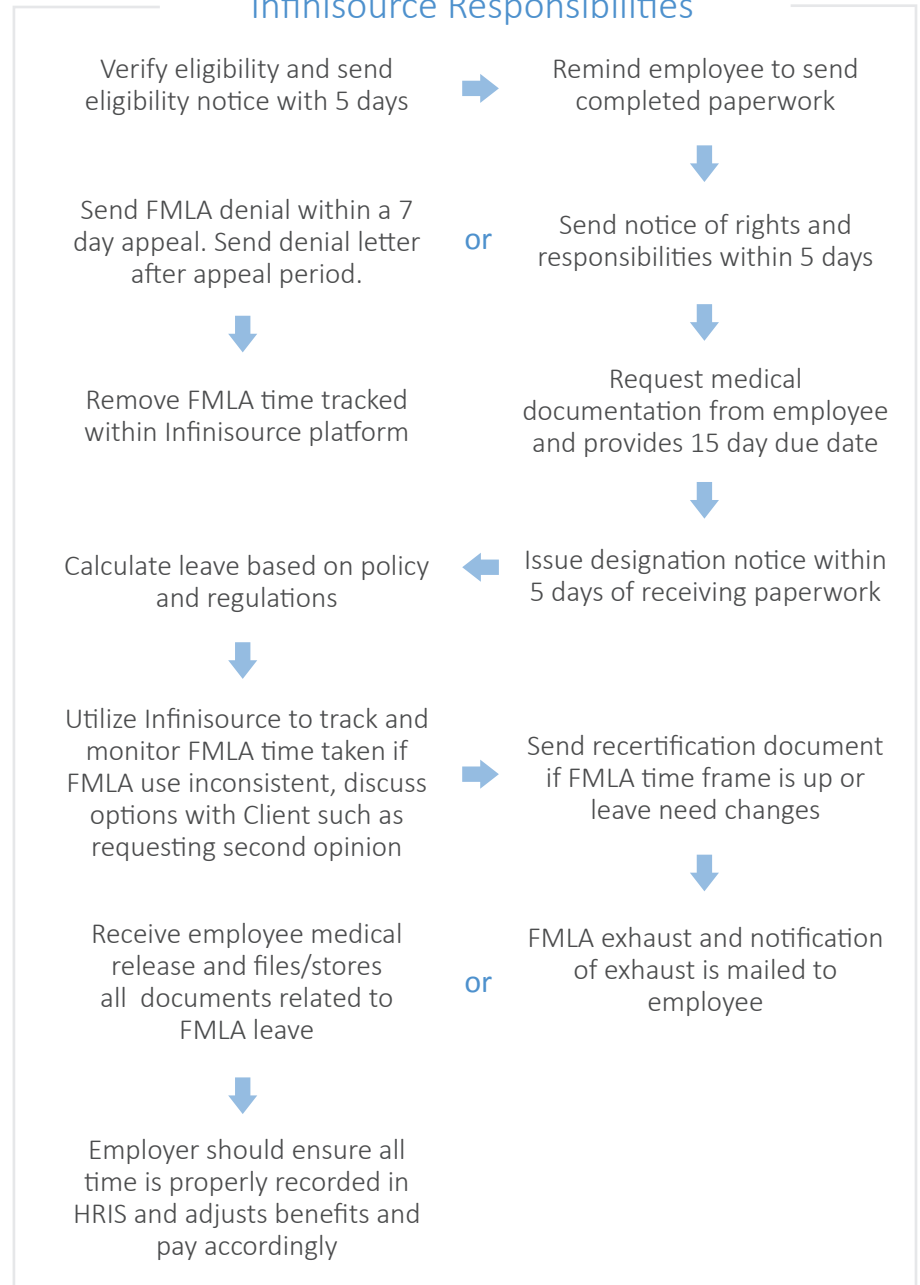 Infinisource Responsibilities
Verify eligibility and send
eligibility notice with 5 days
Remind employee to send
completed paperwork
Send FMLA denial within a 7
day appeal. Send denial letter
after appeal period.
or
Send notice of rights and
responsibilities within 5 days
Remove FMLA time tracked
within Infinisource platform
Request medical
documentation from employee
and provides 15 day due date
Calculate leave based on policy
and regulations
Issue designation notice within
5 days of receiving paperwork
Utilize Infinisource to track and
monitor FMLA time taken if
FMLA use inconsistent, discuss
options with Client such as
requesting second opinion
Send recertification document
if FMLA time frame is up or
leave need changes
Receive employee medical
release and files/stores
all documents related to
FMLA leave
or
FMLA exhaust and notification
of exhaust is mailed to
employee
Employer should ensure all
time is properly recorded in
HRIS and adjusts benefits and
pay accordingly